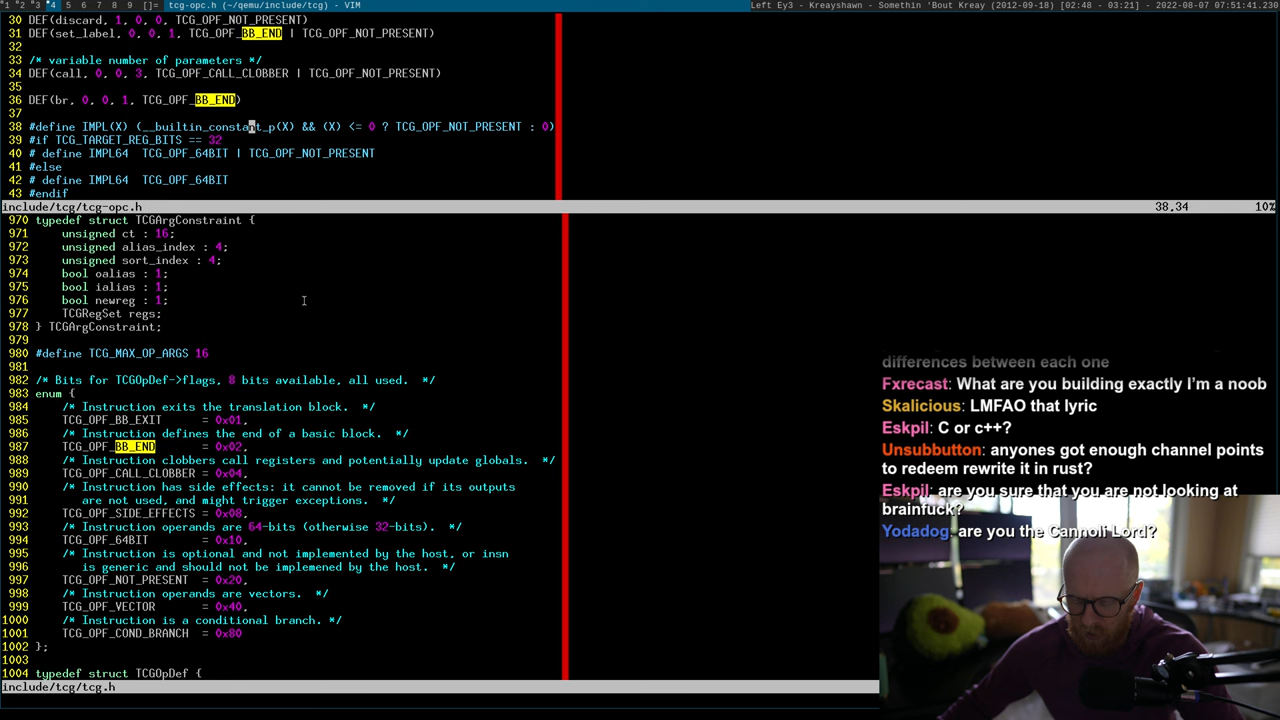 1 2 3 4 5 6 7 8 9 []= tcg-opc.h (~/qemu/include/tcg) - VIM
Left Ey3 - Kreayshawn - Somethin 'Bout Kreay (2012-09-18) [02:48 - 03:21] - 2022-08-07 07:51:41.230
30 DEF(discard, 1, 0, 0, TCG_OPF_NOT_PRESENT)
31 DEF(set_label, 0, 0, 1, TCG_OPF_BB_END | TCG_OPF_NOT_PRESENT)
32
33 /* variable number of parameters */
34 DEF(call, 0, 0, 3, TCG_OPF_CALL_CLOBBER | TCG_OPF_NOT_PRESENT)
35
36 DEF(br, 0, 0, 1, TCG_OPF_BB_END)
37
38 #define IMPL(X) (__builtin_constant_p(X) && (X) <= 0 ? TCG_OPF_NOT_PRESENT : 0)
39 #if TCG_TARGET_REG_BITS == 32
40 # define IMPL64  TCG_OPF_64BIT | TCG_OPF_NOT_PRESENT
41 #else
42 # define IMPL64  TCG_OPF_64BIT
43 #endif
include/tcg/tcg-opc.h 38,34 10%
970 typedef struct TCGArgConstraint {
971     unsigned ct : 16;
972     unsigned alias_index : 4;
973     unsigned sort_index : 4;
974     bool oalias : 1;
975     bool ialias : 1;
976     bool newreg : 1;
977     TCGRegSet regs;
978 } TCGArgConstraint;
979
980 #define TCG_MAX_OP_ARGS 16
981
982 /* Bits for TCGOpDef->flags, 8 bits available, all used.  */
983 enum {
984     /* Instruction exits the translation block.  */
985     TCG_OPF_BB_EXIT      = 0x01,
986     /* Instruction defines the end of a basic block.  */
987     TCG_OPF_BB_END       = 0x02,
988     /* Instruction clobbers call registers and potentially update globals.  */
989     TCG_OPF_CALL_CLOBBER = 0x04,
990     /* Instruction has side effects: it cannot be removed if its outputs
991        are not used, and might trigger exceptions.  */
992     TCG_OPF_SIDE_EFFECTS = 0x08,
993     /* Instruction operands are 64-bits (otherwise 32-bits).  */
994     TCG_OPF_64BIT        = 0x10,
995     /* Instruction is optional and not implemented by the host, or insn
996        is generic and should not be implemened by the host.  */
997     TCG_OPF_NOT_PRESENT  = 0x20,
998     /* Instruction operands are vectors.  */
999     TCG_OPF_VECTOR       = 0x40,
1000     /* Instruction is a conditional branch. */
1001     TCG_OPF_COND_BRANCH  = 0x80
1002 };
1003
1004 typedef struct TCGOpDef {
include/tcg/tcg.h
differences between each one
Fxrecast: What are you building exactly I'm a noob
Skalicious: LMFAO that lyric
Eskpil: C or c++?
Unsubbutton: anyones got enough channel points
to redeem rewrite it in rust?
Eskpil: are you sure that you are not looking at
brainfuck?
Yodadog: are you the Cannoli Lord?